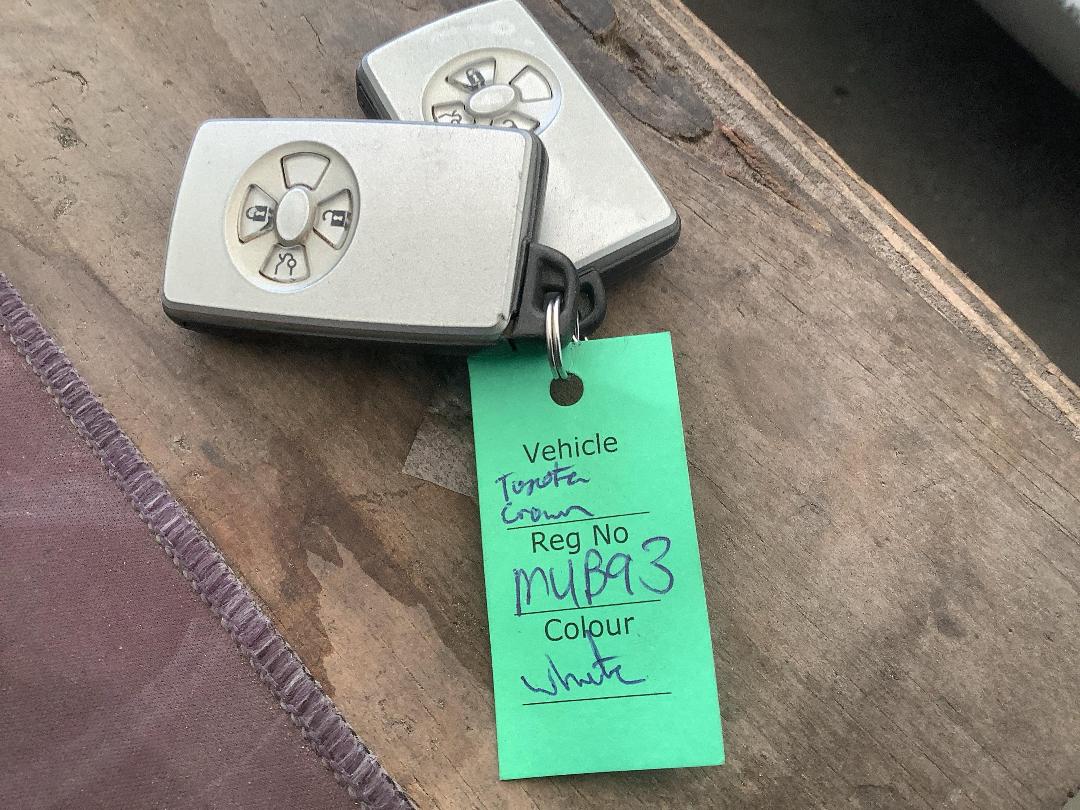 Vehicle
Toyota
Crown
Reg No
MUB93
Colour
white